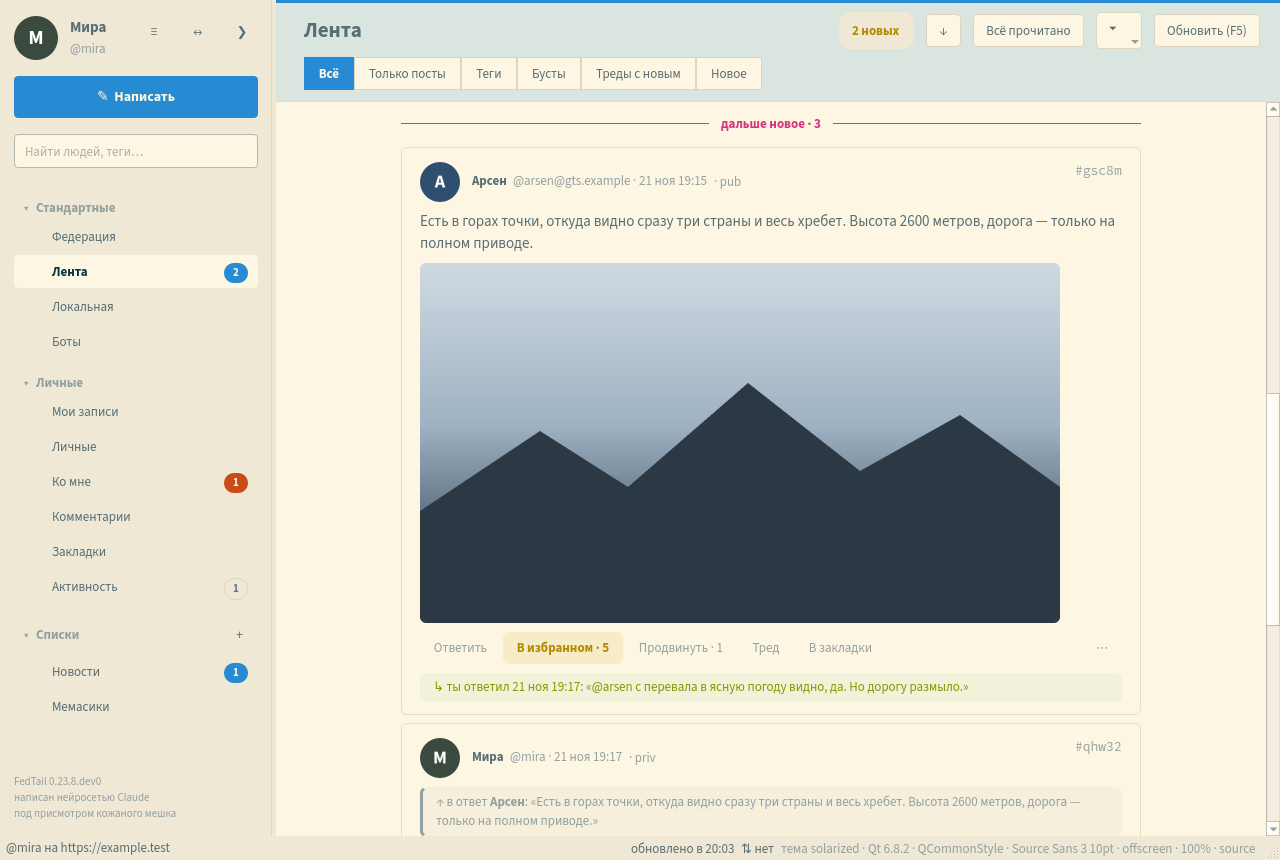 М
Мира
@mira
Ξ
↔
❯
✎ Написать
Найти людей, теги…
▾ Стандартные
Федерация
Лента 2
Локальная
Боты
▾ Личные
Мои записи
Личные
Ко мне 1
Комментарии
Закладки
Активность 1
▾ Списки +
Новости 1
Мемасики
FedTail 0.23.8.dev0
написан нейросетью Claude
под присмотром кожаного мешка
Лента
2 новых
↓
Всё прочитано
Обновить (F5)
Всё
Только посты
Теги
Бусты
Треды с новым
Новое
дальше новое · 3
А
Арсен @arsen@gts.example · 21 ноя 19:15 · pub
#gsc8m
Есть в горах точки, откуда видно сразу три страны и весь хребет. Высота 2600 метров, дорога — только на
полном приводе.
Ответить
В избранном · 5
Продвинуть · 1
Тред
В закладки
⋯
↳ ты ответил 21 ноя 19:17: «@arsen с перевала в ясную погоду видно, да. Но дорогу размыло.»
М
Мира @mira · 21 ноя 19:17 · priv
#qhw32
↑ в ответ Арсен: «Есть в горах точки, откуда видно сразу три страны и весь хребет. Высота 2600 метров, дорога —
только на полном приводе.»
@mira на https://example.test
обновлено в 20:03 ⇅ нет тема solarized · Qt 6.8.2 · QCommonStyle · Source Sans 3 10pt · offscreen · 100% · source